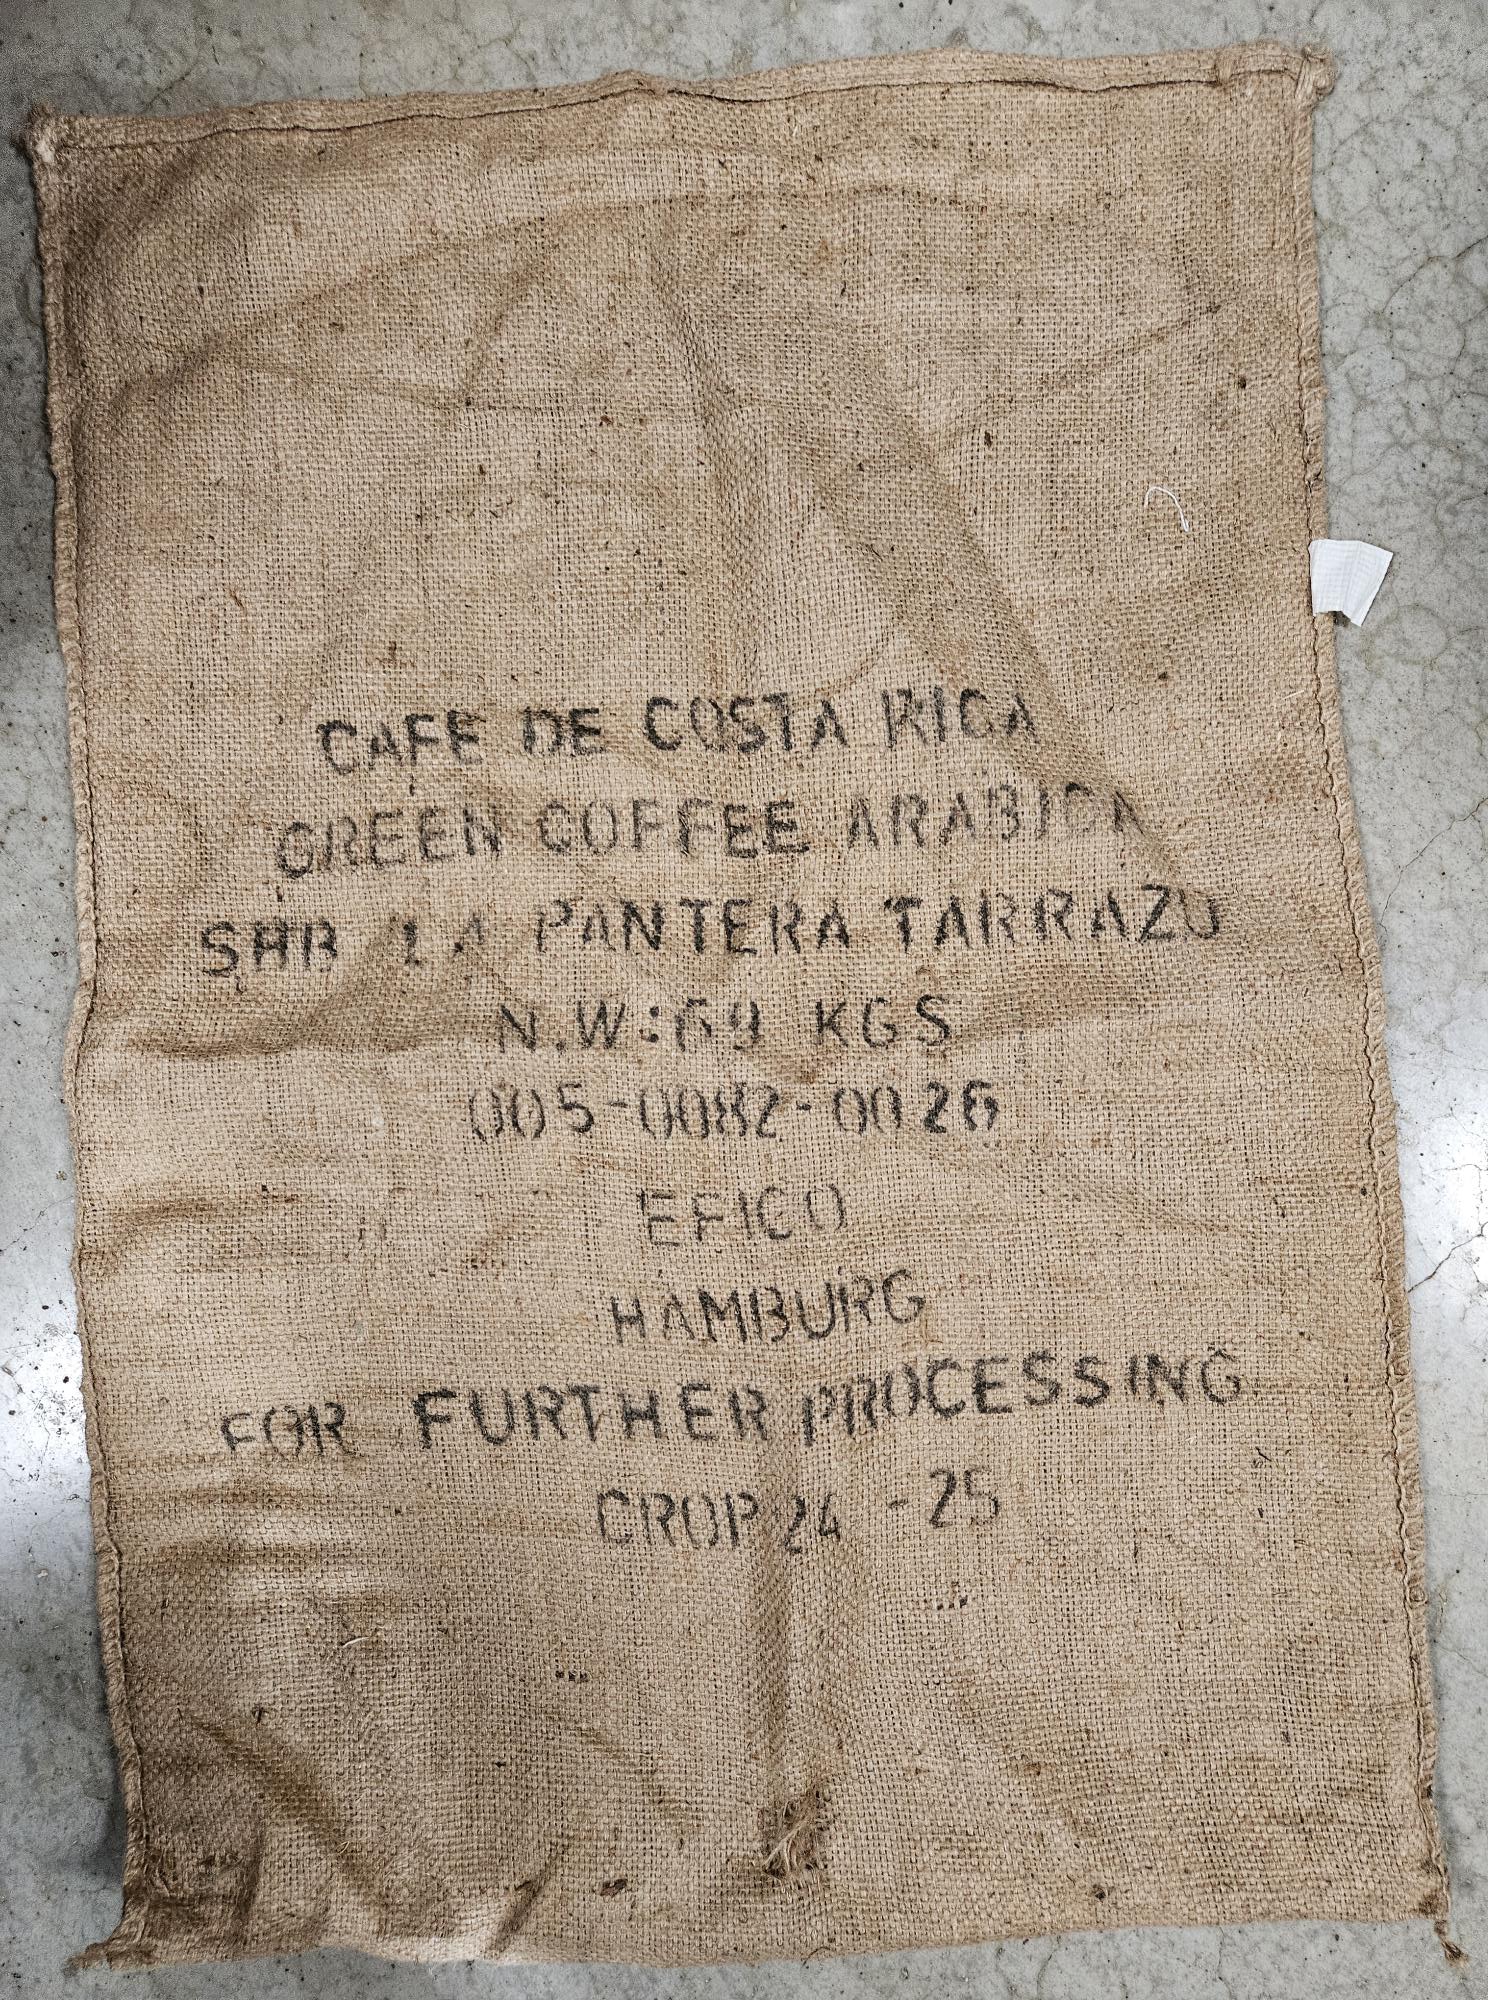 CAFE DE COSTA RICA
GREEN COFFEE ARABICA
SHB LA PANTERA TARRAZU
N.W:69 KGS
005-0082-0026
EFICO
HAMBURG
FOR FURTHER PROCESSING
CROP 24 -25